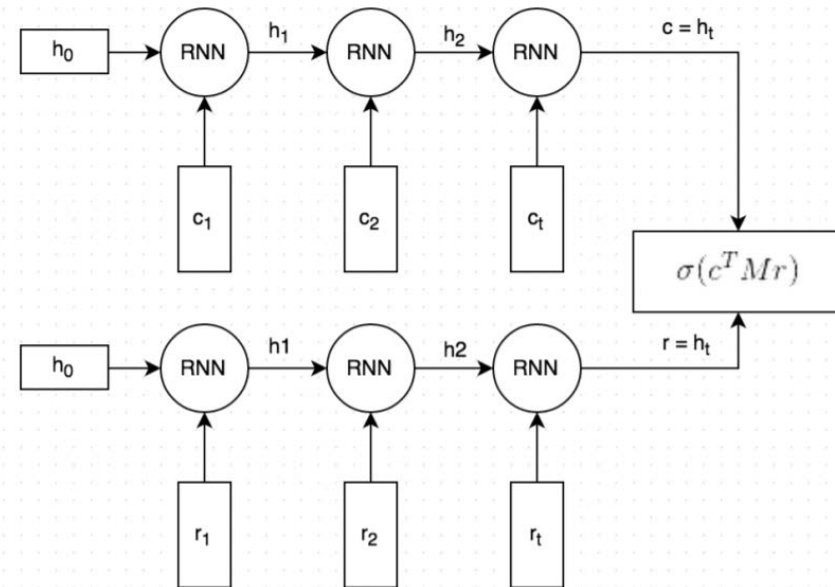 h₀ RNN h₁ RNN h₂ RNN c = hₜ
c₁ c₂ cₜ
σ(cᵀMr)
h₀ RNN h1 RNN h2 RNN r = hₜ
r₁ r₂ rₜ